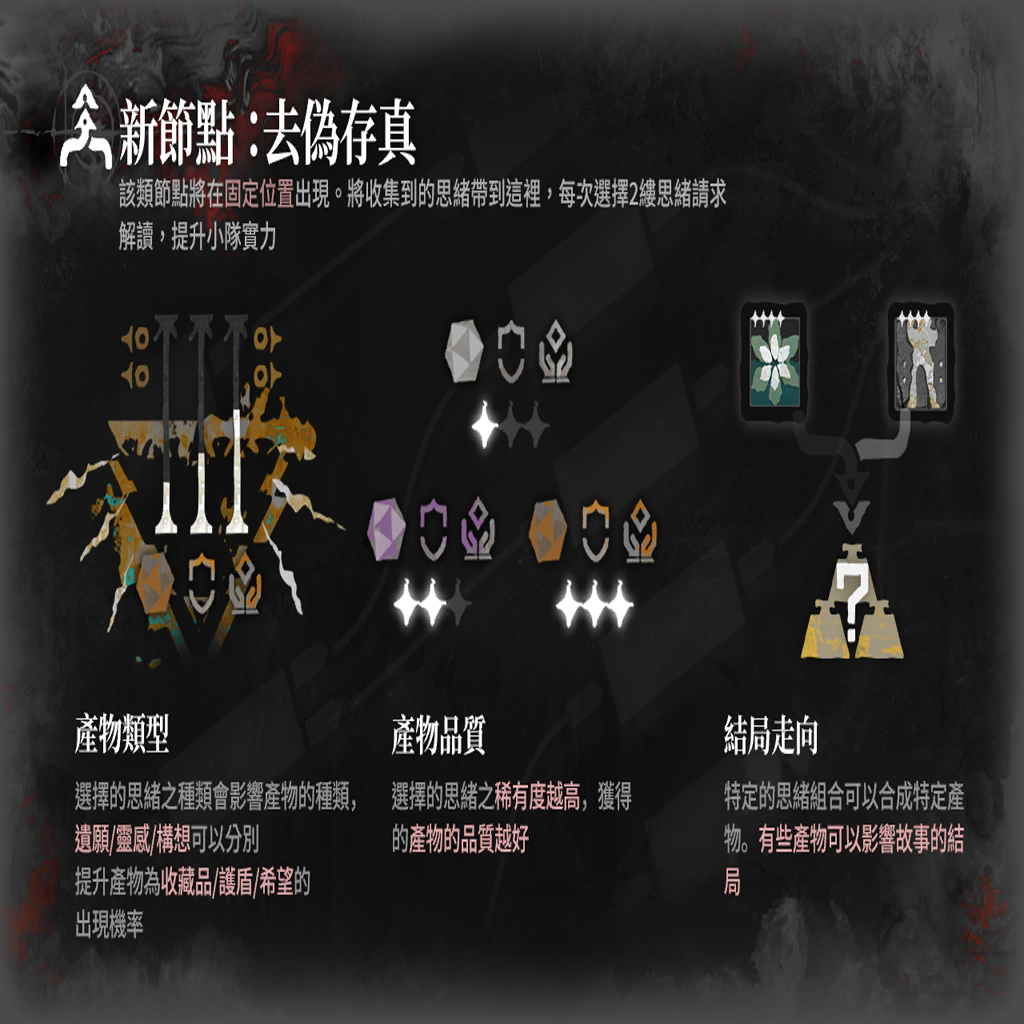 新節點：去偽存真
該類節點將在固定位置出現。將收集到的思緒帶到這裡，每次選擇2縷思緒請求
解讀，提升小隊實力
?
產物類型
選擇的思緒之種類會影響產物的種類，
遺願/靈感/構想可以分別
提升產物為收藏品/護盾/希望的
出現機率
產物品質
選擇的思緒之稀有度越高，獲得
的產物的品質越好
結局走向
特定的思緒組合可以合成特定產
物。有些產物可以影響故事的結
局